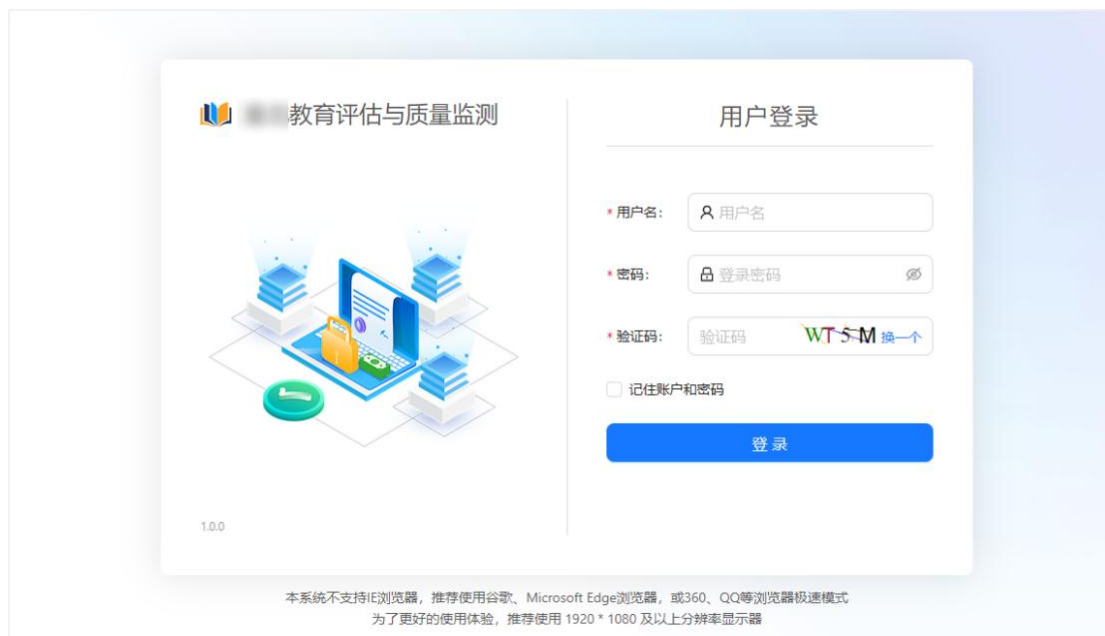 教育评估与质量监测
用户登录
* 用户名：
用户名
* 密码：
登录密码
* 验证码：
验证码
WT5M
换一个
记住账户和密码
登录
1.0.0
本系统不支持IE浏览器，推荐使用谷歌、Microsoft Edge浏览器，或360、QQ等浏览器极速模式
为了更好的使用体验，推荐使用 1920 * 1080 及以上分辨率显示器